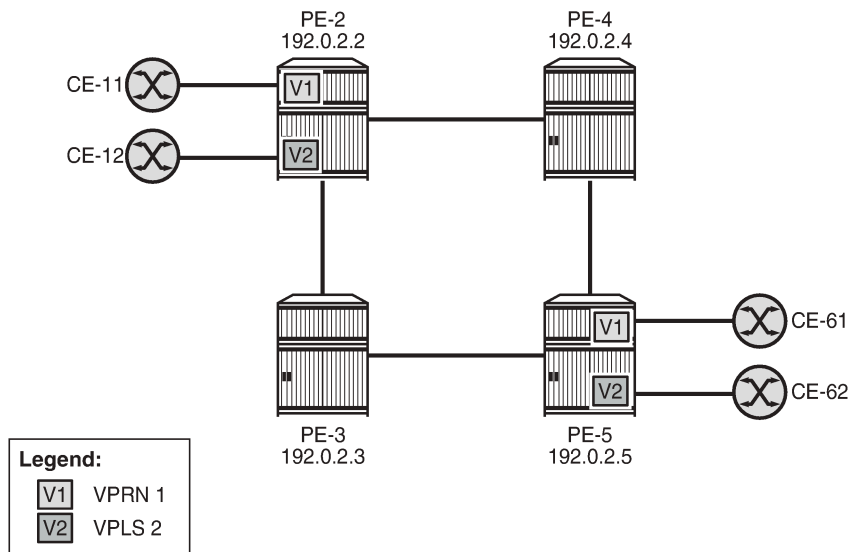 PE-2
192.0.2.2
PE-4
192.0.2.4
CE-11
V1
CE-12
V2
V1
CE-61
V2
CE-62
PE-3
192.0.2.3
PE-5
192.0.2.5
Legend:
V1 VPRN 1
V2 VPLS 2